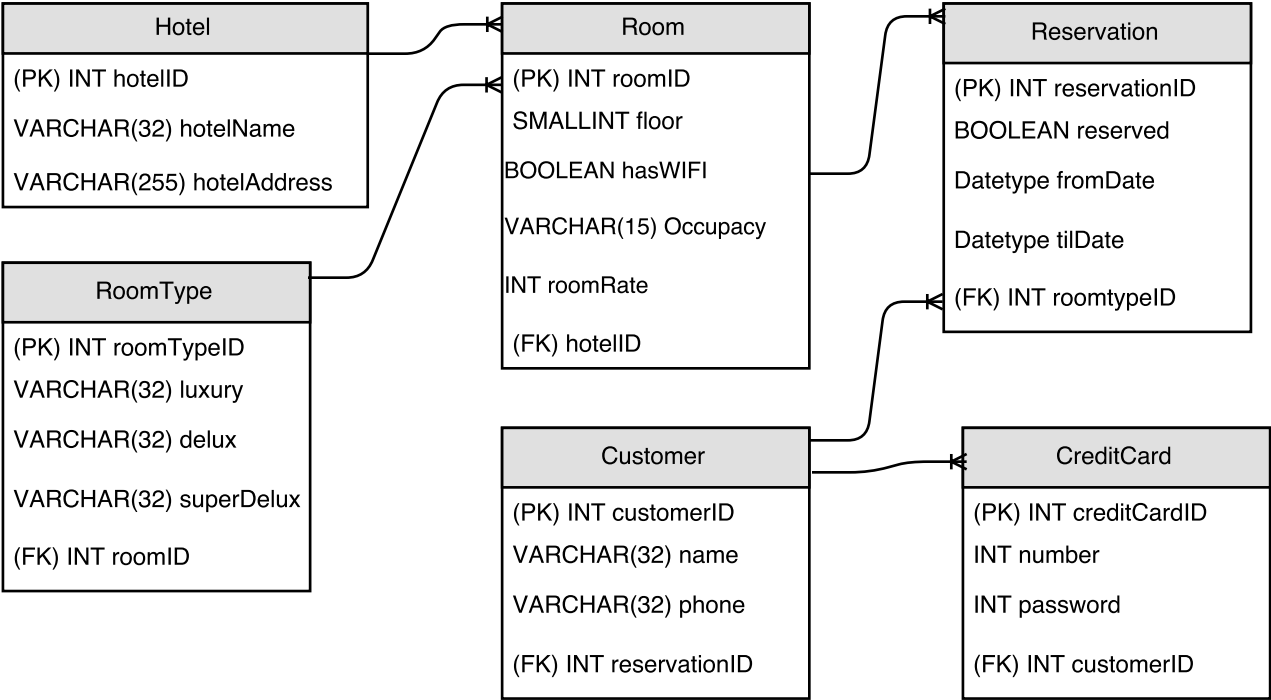 Hotel
(PK) INT hotelID
VARCHAR(32) hotelName
VARCHAR(255) hotelAddress
RoomType
(PK) INT roomTypeID
VARCHAR(32) luxury
VARCHAR(32) delux
VARCHAR(32) superDelux
(FK) INT roomID
Room
(PK) INT roomID
SMALLINT floor
BOOLEAN hasWIFI
VARCHAR(15) Occupacy
INT roomRate
(FK) hotelID
Reservation
(PK) INT reservationID
BOOLEAN reserved
Datetype fromDate
Datetype tilDate
(FK) INT roomtypeID
Customer
(PK) INT customerID
VARCHAR(32) name
VARCHAR(32) phone
(FK) INT reservationID
CreditCard
(PK) INT creditCardID
INT number
INT password
(FK) INT customerID